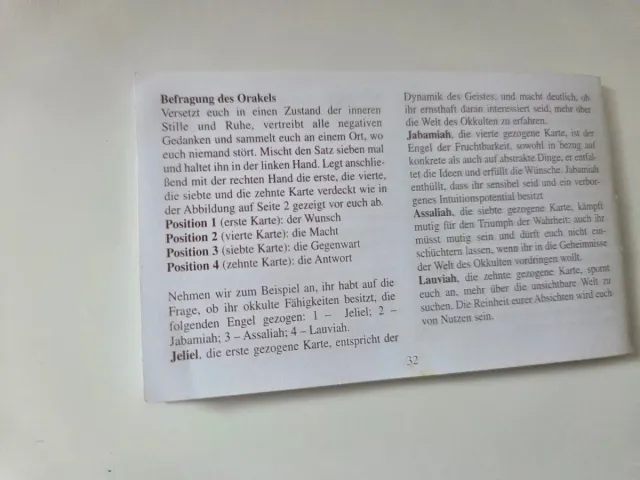 Befragung des Orakels
Versetzt euch in einen Zustand der inneren
Stille und Ruhe, vertreibt alle negativen
Gedanken und sammelt euch an einem Ort, wo
euch niemand stört. Mischt den Satz sieben mal
und haltet ihn in der linken Hand. Legt anschlie-
ßend mit der rechten Hand die erste, die vierte,
die siebte und die zehnte Karte verdeckt wie in
der Abbildung auf Seite 2 gezeigt vor euch ab.
Position 1 (erste Karte): der Wunsch
Position 2 (vierte Karte): die Macht
Position 3 (siebte Karte): die Gegenwart
Position 4 (zehnte Karte): die Antwort
Nehmen wir zum Beispiel an, ihr habt auf die
Frage, ob ihr okkulte Fähigkeiten besitzt, die
folgenden Engel gezogen: 1 – Jeliel; 2 –
Jabamiah; 3 – Assaliah; 4 – Lauviah.
Jeliel, die erste gezogene Karte, entspricht der
Dynamik des Geistes, und macht deutlich, ob
ihr ernsthaft daran interessiert seid, mehr über
die Welt des Okkulten zu erfahren.
Jabamiah, die vierte gezogene Karte, ist der
Engel der Fruchtbarkeit, sowohl in bezug auf
konkrete als auch auf abstrakte Dinge, er entfal-
tet die Ideen und erfüllt die Wünsche. Jabamiah
enthüllt, dass ihr sensibel seid und ein verbor-
genes Intuitionspotential besitzt
Assaliah, die siebte gezogene Karte, kämpft
mutig für den Triumph der Wahrheit: auch ihr
müsst mutig sein und dürft euch nicht ein-
schüchtern lassen, wenn ihr in die Geheimnisse
der Welt des Okkulten vordringen wollt.
Lauviah, die zehnte gezogene Karte, spornt
euch an, mehr über die unsichtbare Welt zu
suchen. Die Reinheit eurer Absichten wird euch
von Nutzen sein.
32